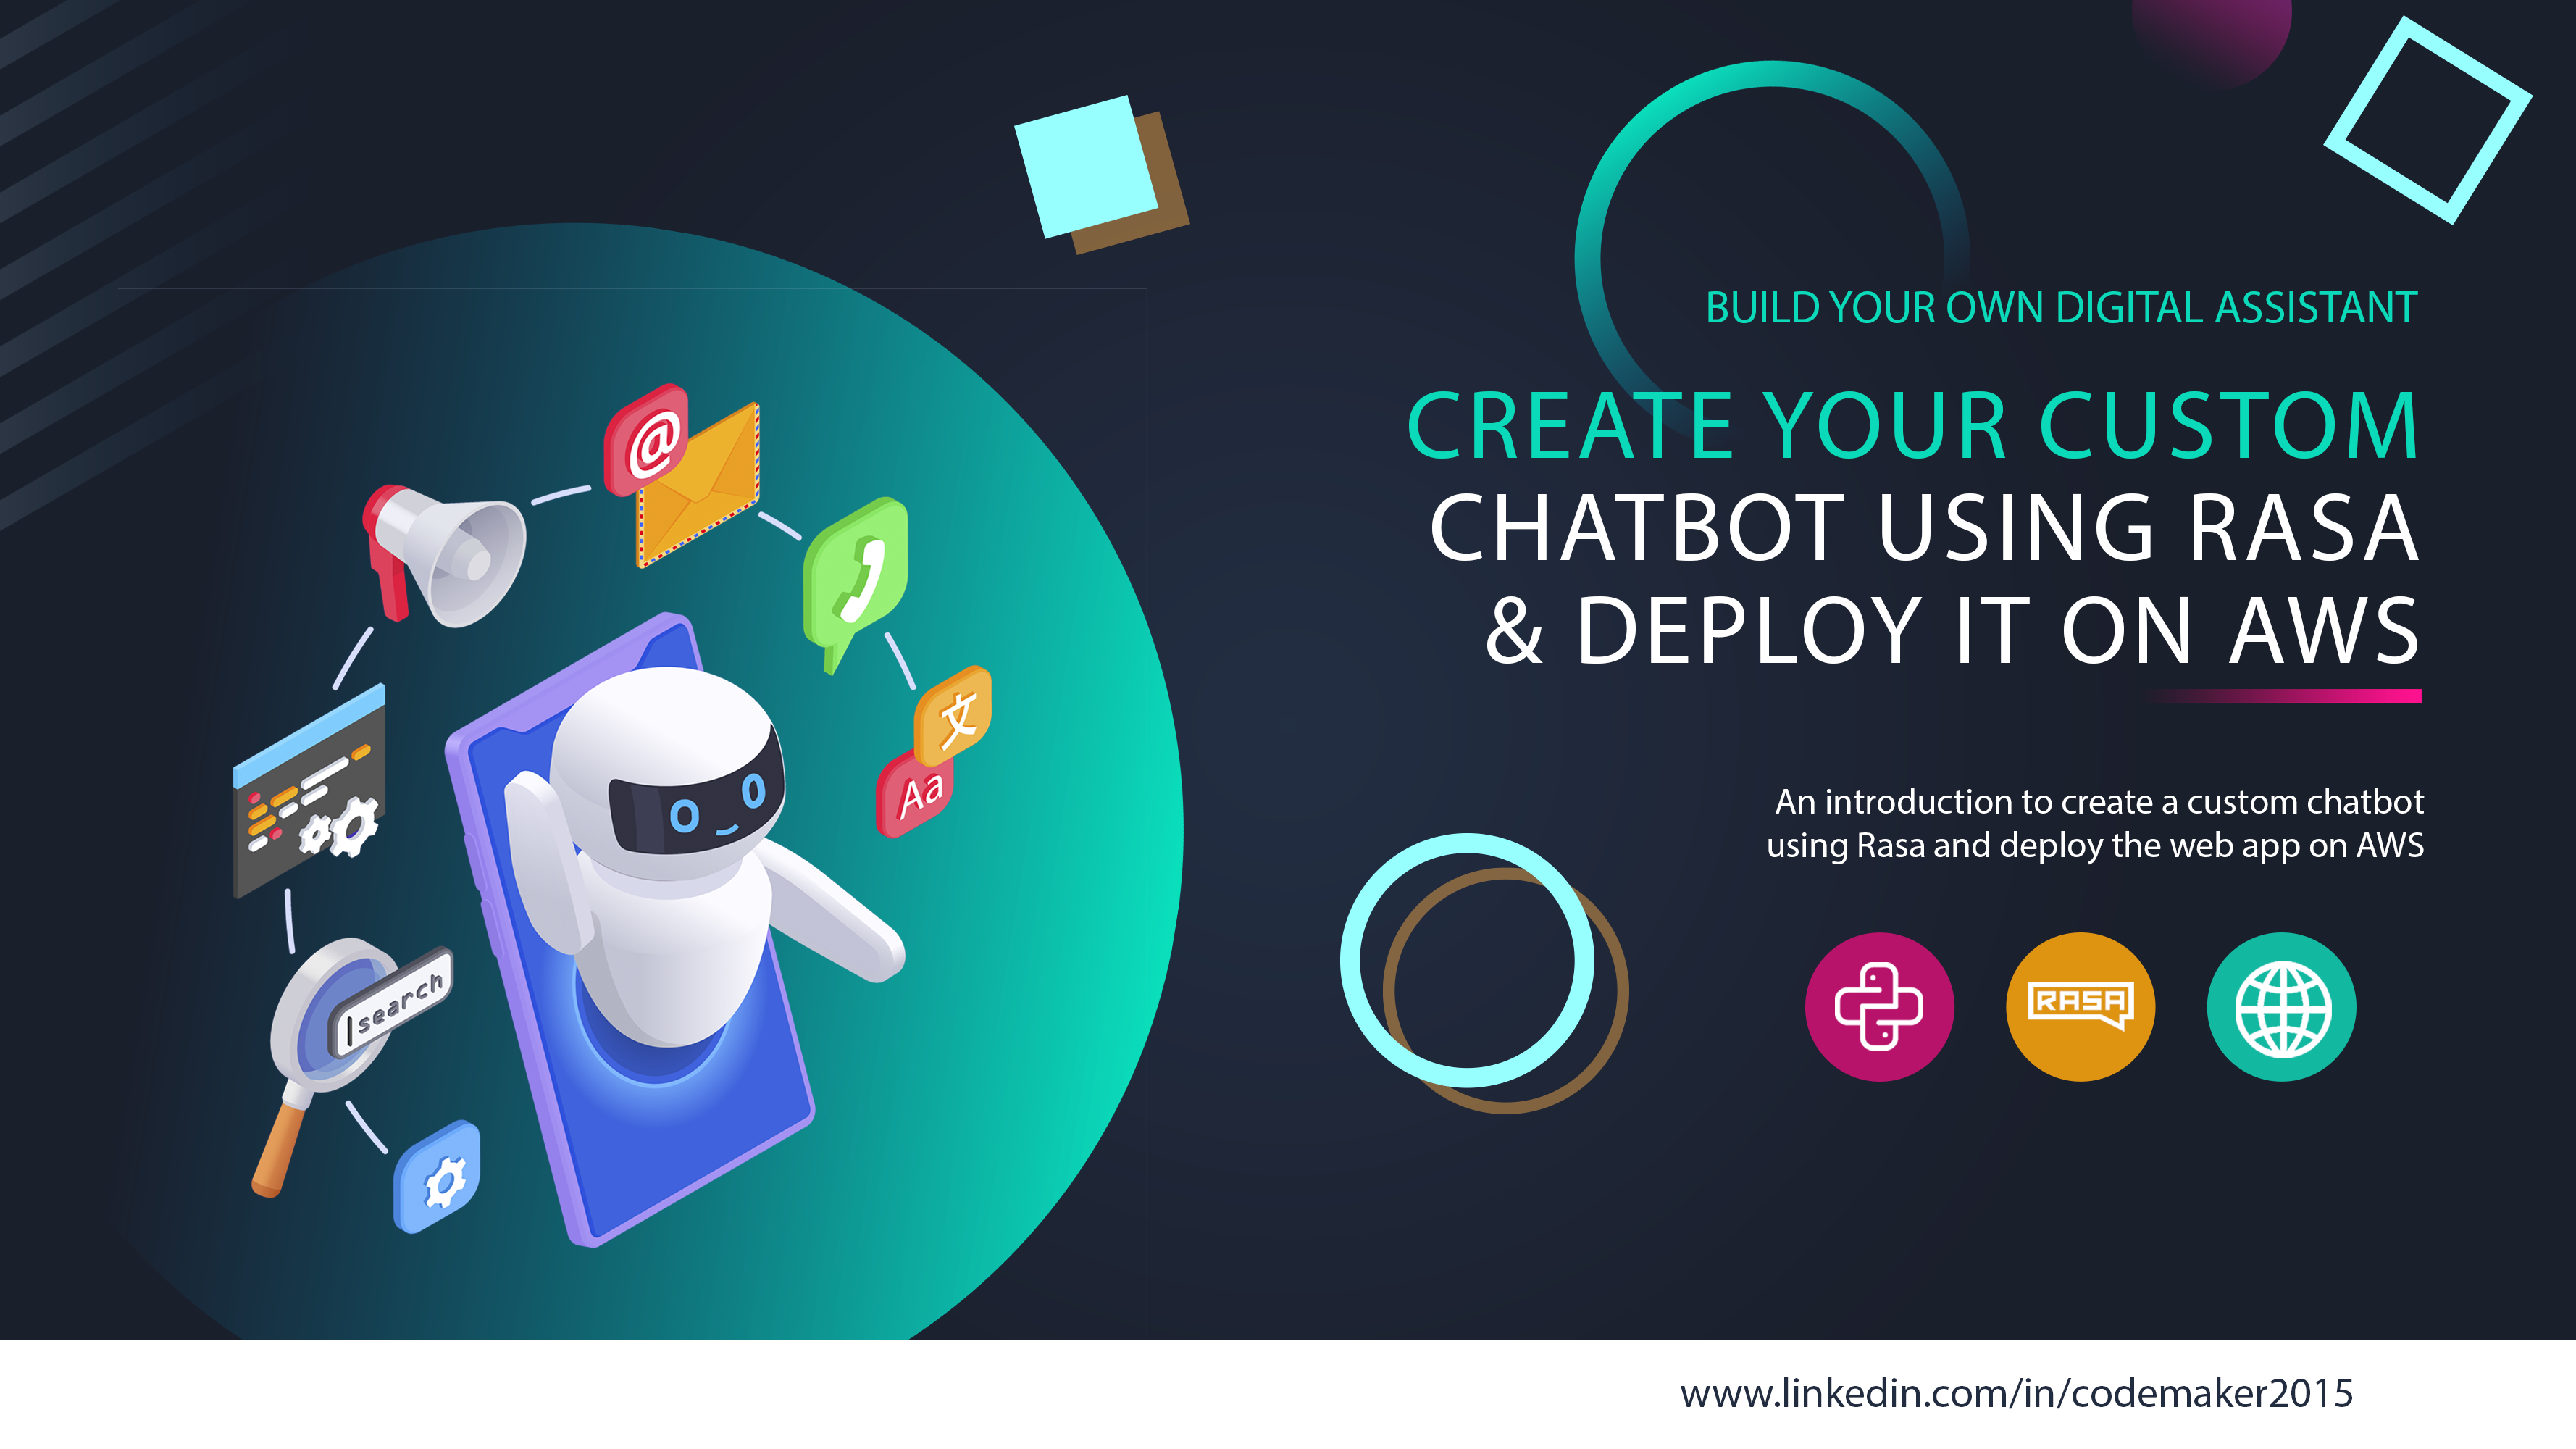 BUILD YOUR OWN DIGITAL ASSISTANT
CREATE YOUR CUSTOM
CHATBOT USING RASA
& DEPLOY IT ON AWS
An introduction to create a custom chatbot
using Rasa and deploy the web app on AWS
RASA
@
文
Aa
search
www.linkedin.com/in/codemaker2015